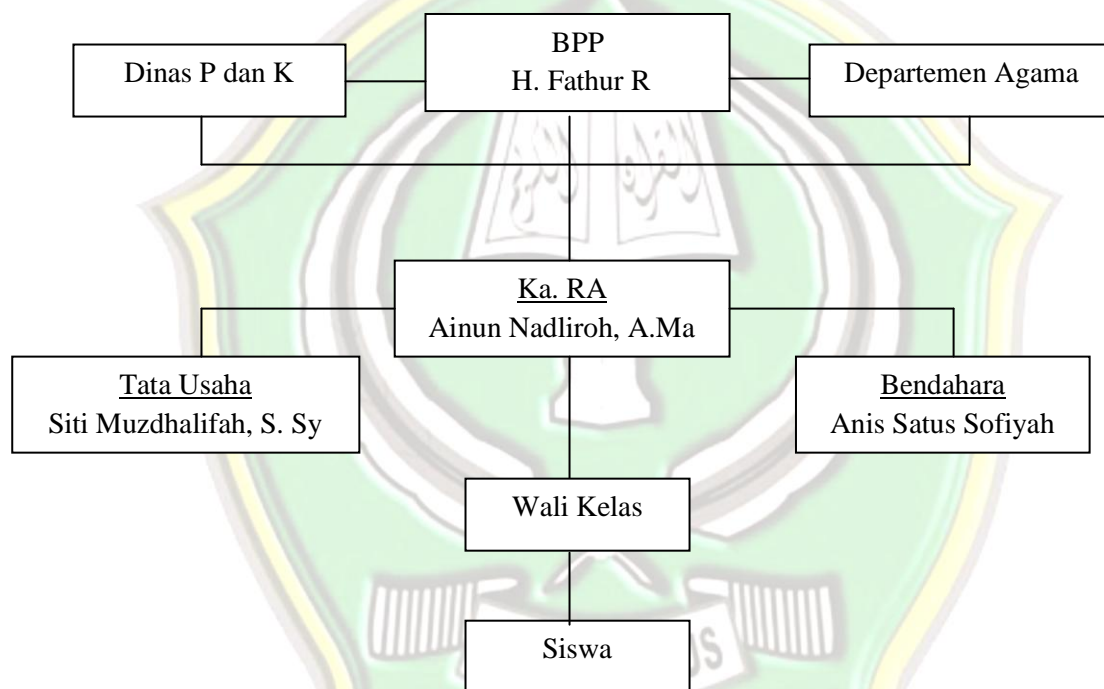 BPP
H. Fathur R
Dinas P dan K
Departemen Agama
Ka. RA
Ainun Nadliroh, A.Ma
Tata Usaha
Siti Muzdhalifah, S. Sy
Bendahara
Anis Satus Sofiyah
Wali Kelas
Siswa
US